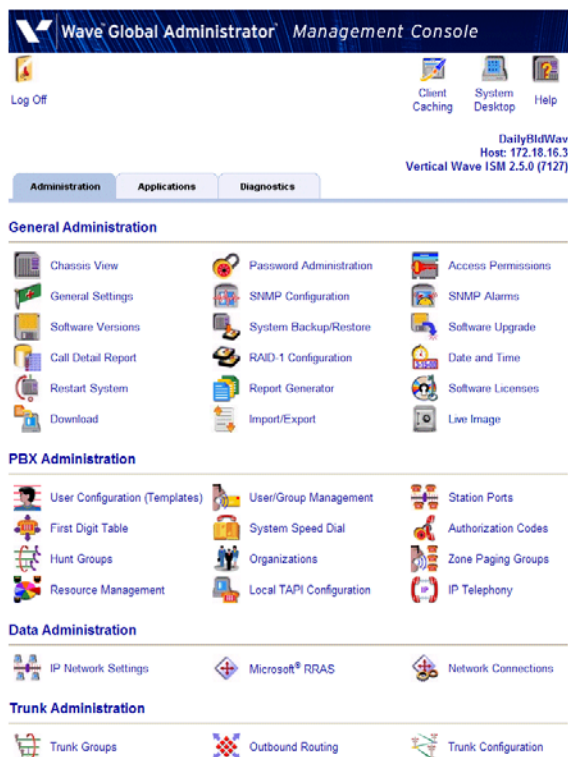 Wave™ Global Administrator™ Management Console
Log Off
Client Caching
System Desktop
Help
DailyBldWav
Host: 172.18.16.3
Vertical Wave ISM 2.5.0 (7127)
Administration Applications Diagnostics
General Administration
Chassis View Password Administration Access Permissions
General Settings SNMP Configuration SNMP Alarms
Software Versions System Backup/Restore Software Upgrade
Call Detail Report RAID-1 Configuration Date and Time
Restart System Report Generator Software Licenses
Download Import/Export Live Image
PBX Administration
User Configuration (Templates) User/Group Management Station Ports
First Digit Table System Speed Dial Authorization Codes
Hunt Groups Organizations Zone Paging Groups
Resource Management Local TAPI Configuration IP Telephony
Data Administration
IP Network Settings Microsoft® RRAS Network Connections
Trunk Administration
Trunk Groups Outbound Routing Trunk Configuration